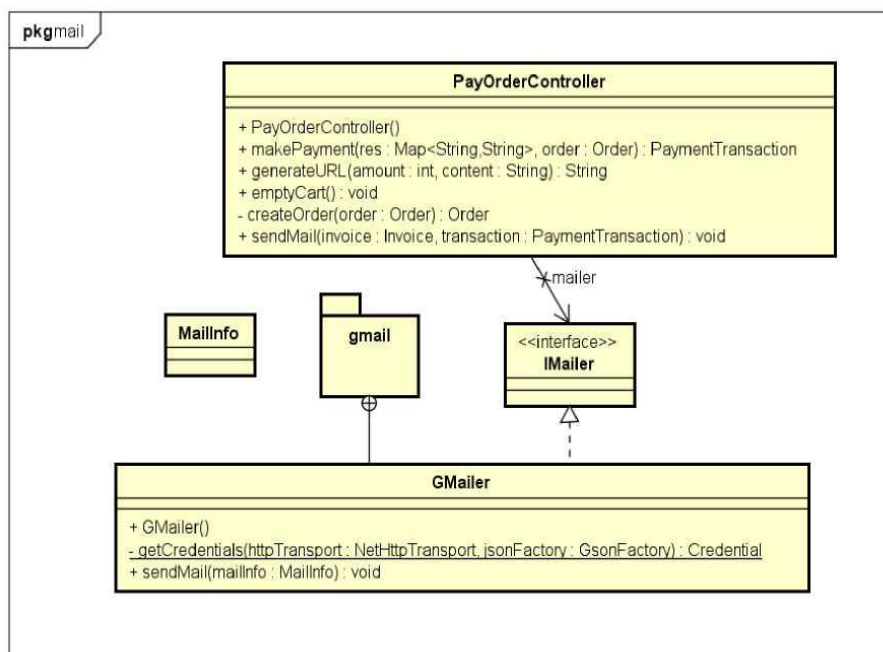 pkgmail
PayOrderController
+ PayOrderController()
+ makePayment(res : Map<String,String>, order : Order) : PaymentTransaction
+ generateURL(amount : int, content : String) : String
+ emptyCart() : void
- createOrder(order : Order) : Order
+ sendMail(invoice : Invoice, transaction : PaymentTransaction) : void
mailer
MailInfo
gmail
<<interface>>
IMailer
GMailer
+ GMailer()
- getCredentials(httpTransport : NetHttpTransport, jsonFactory : GsonFactory) : Credential
+ sendMail(mailInfo : MailInfo) : void